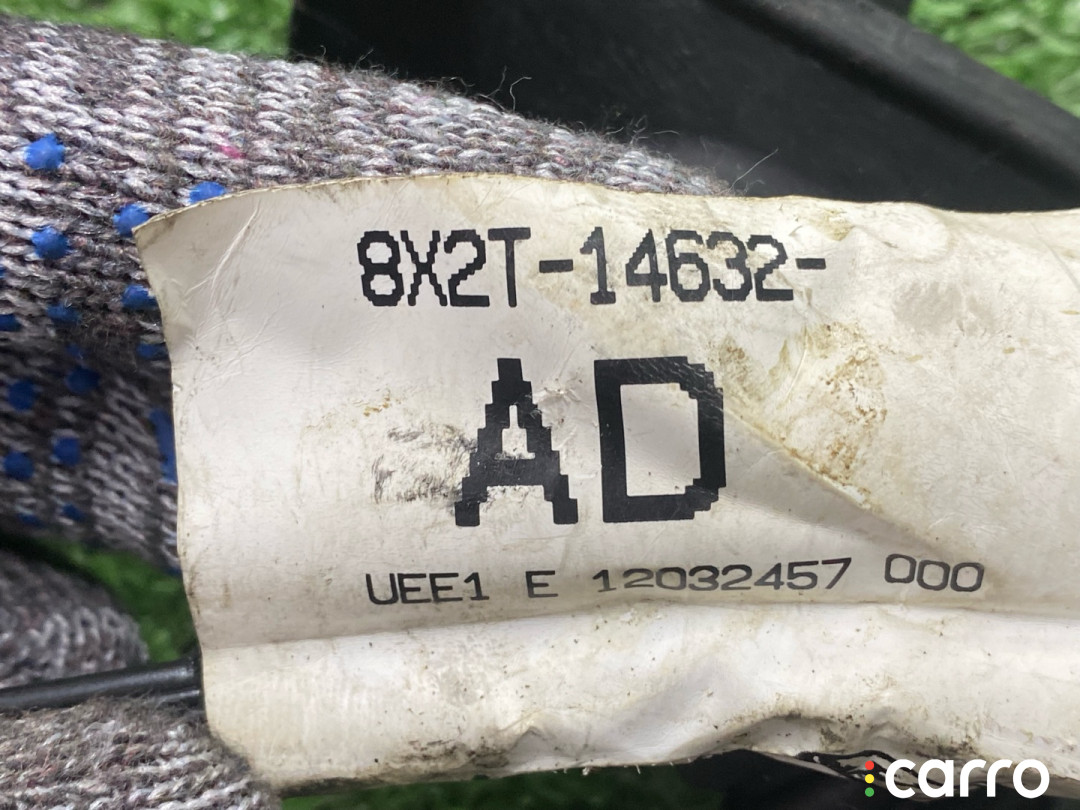 8X2T-14632-
AD
UEE1 E 12032457 000
carro